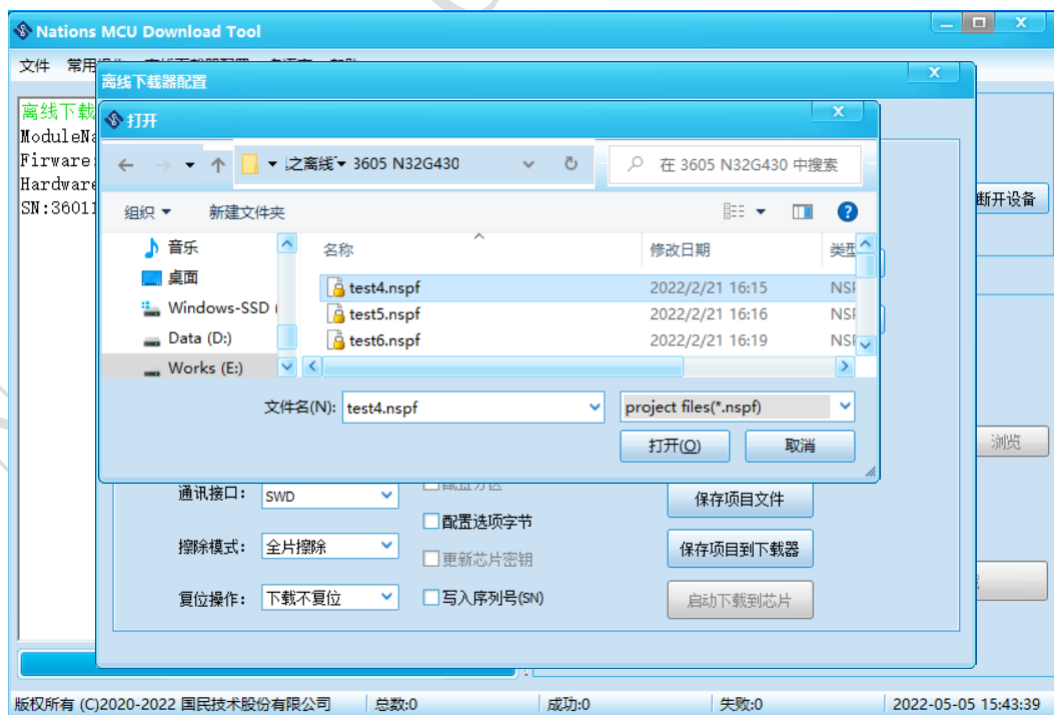 Nations MCU Download Tool
文件 常用
离线下载器配置
离线下载
打开
ModuleNa
Firware:
Hardware
SN:36011
3605 N32G430
在 3605 N32G430 中搜索
断开设备
组织 新建文件夹
音乐
桌面
Windows-SSD
Data (D:)
Works (E:)
名称 修改日期 类型
test4.nspf 2022/2/21 16:15
test5.nspf 2022/2/21 16:16
test6.nspf 2022/2/21 16:19
文件名(N): test4.nspf project files(*.nspf)
打开(O) 取消
浏览
通讯接口: SWD
保存项目文件
配置选项字节
擦除模式: 全片擦除
保存项目到下载器
更新芯片密钥
复位操作: 下载不复位
写入序列号(SN)
启动下载到芯片
版权所有 (C)2020-2022 国民技术股份有限公司 总数:0 成功:0 失败:0 2022-05-05 15:43:39